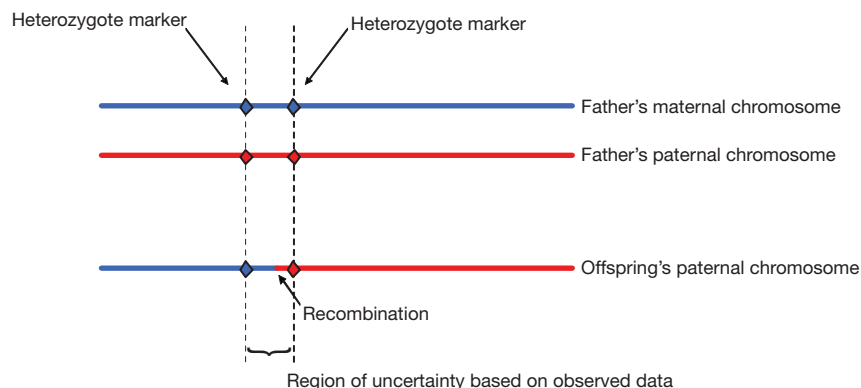 Heterozygote marker
Heterozygote marker
Father's maternal chromosome
Father's paternal chromosome
Offspring's paternal chromosome
Recombination
Region of uncertainty based on observed data